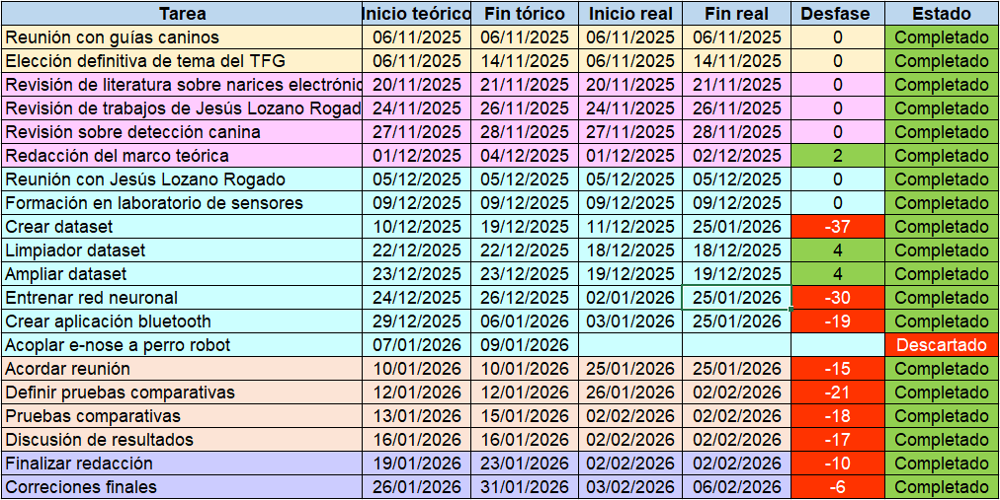 Tarea Inicio teórico Fin tórico Inicio real Fin real Desfase Estado
Reunión con guías caninos 06/11/2025 06/11/2025 06/11/2025 06/11/2025 0 Completado
Elección definitiva de tema del TFG 06/11/2025 14/11/2025 06/11/2025 14/11/2025 0 Completado
Revisión de literatura sobre narices electrónic 20/11/2025 21/11/2025 20/11/2025 21/11/2025 0 Completado
Revisión de trabajos de Jesús Lozano Rogad 24/11/2025 26/11/2025 24/11/2025 26/11/2025 0 Completado
Revisión sobre detección canina 27/11/2025 28/11/2025 27/11/2025 28/11/2025 0 Completado
Redacción del marco teórica 01/12/2025 04/12/2025 01/12/2025 02/12/2025 2 Completado
Reunión con Jesús Lozano Rogado 05/12/2025 05/12/2025 05/12/2025 05/12/2025 0 Completado
Formación en laboratorio de sensores 09/12/2025 09/12/2025 09/12/2025 09/12/2025 0 Completado
Crear dataset 10/12/2025 19/12/2025 11/12/2025 25/01/2026 -37 Completado
Limpiador dataset 22/12/2025 22/12/2025 18/12/2025 18/12/2025 4 Completado
Ampliar dataset 23/12/2025 23/12/2025 19/12/2025 19/12/2025 4 Completado
Entrenar red neuronal 24/12/2025 26/12/2025 02/01/2026 25/01/2026 -30 Completado
Crear aplicación bluetooth 29/12/2025 06/01/2026 03/01/2026 25/01/2026 -19 Completado
Acoplar e-nose a perro robot 07/01/2026 09/01/2026 Descartado
Acordar reunión 10/01/2026 10/01/2026 25/01/2026 25/01/2026 -15 Completado
Definir pruebas comparativas 12/01/2026 12/01/2026 26/01/2026 02/02/2026 -21 Completado
Pruebas comparativas 13/01/2026 15/01/2026 02/02/2026 02/02/2026 -18 Completado
Discusión de resultados 16/01/2026 16/01/2026 02/02/2026 02/02/2026 -17 Completado
Finalizar redacción 19/01/2026 23/01/2026 02/02/2026 02/02/2026 -10 Completado
Correciones finales 26/01/2026 31/01/2026 03/02/2026 06/02/2026 -6 Completado